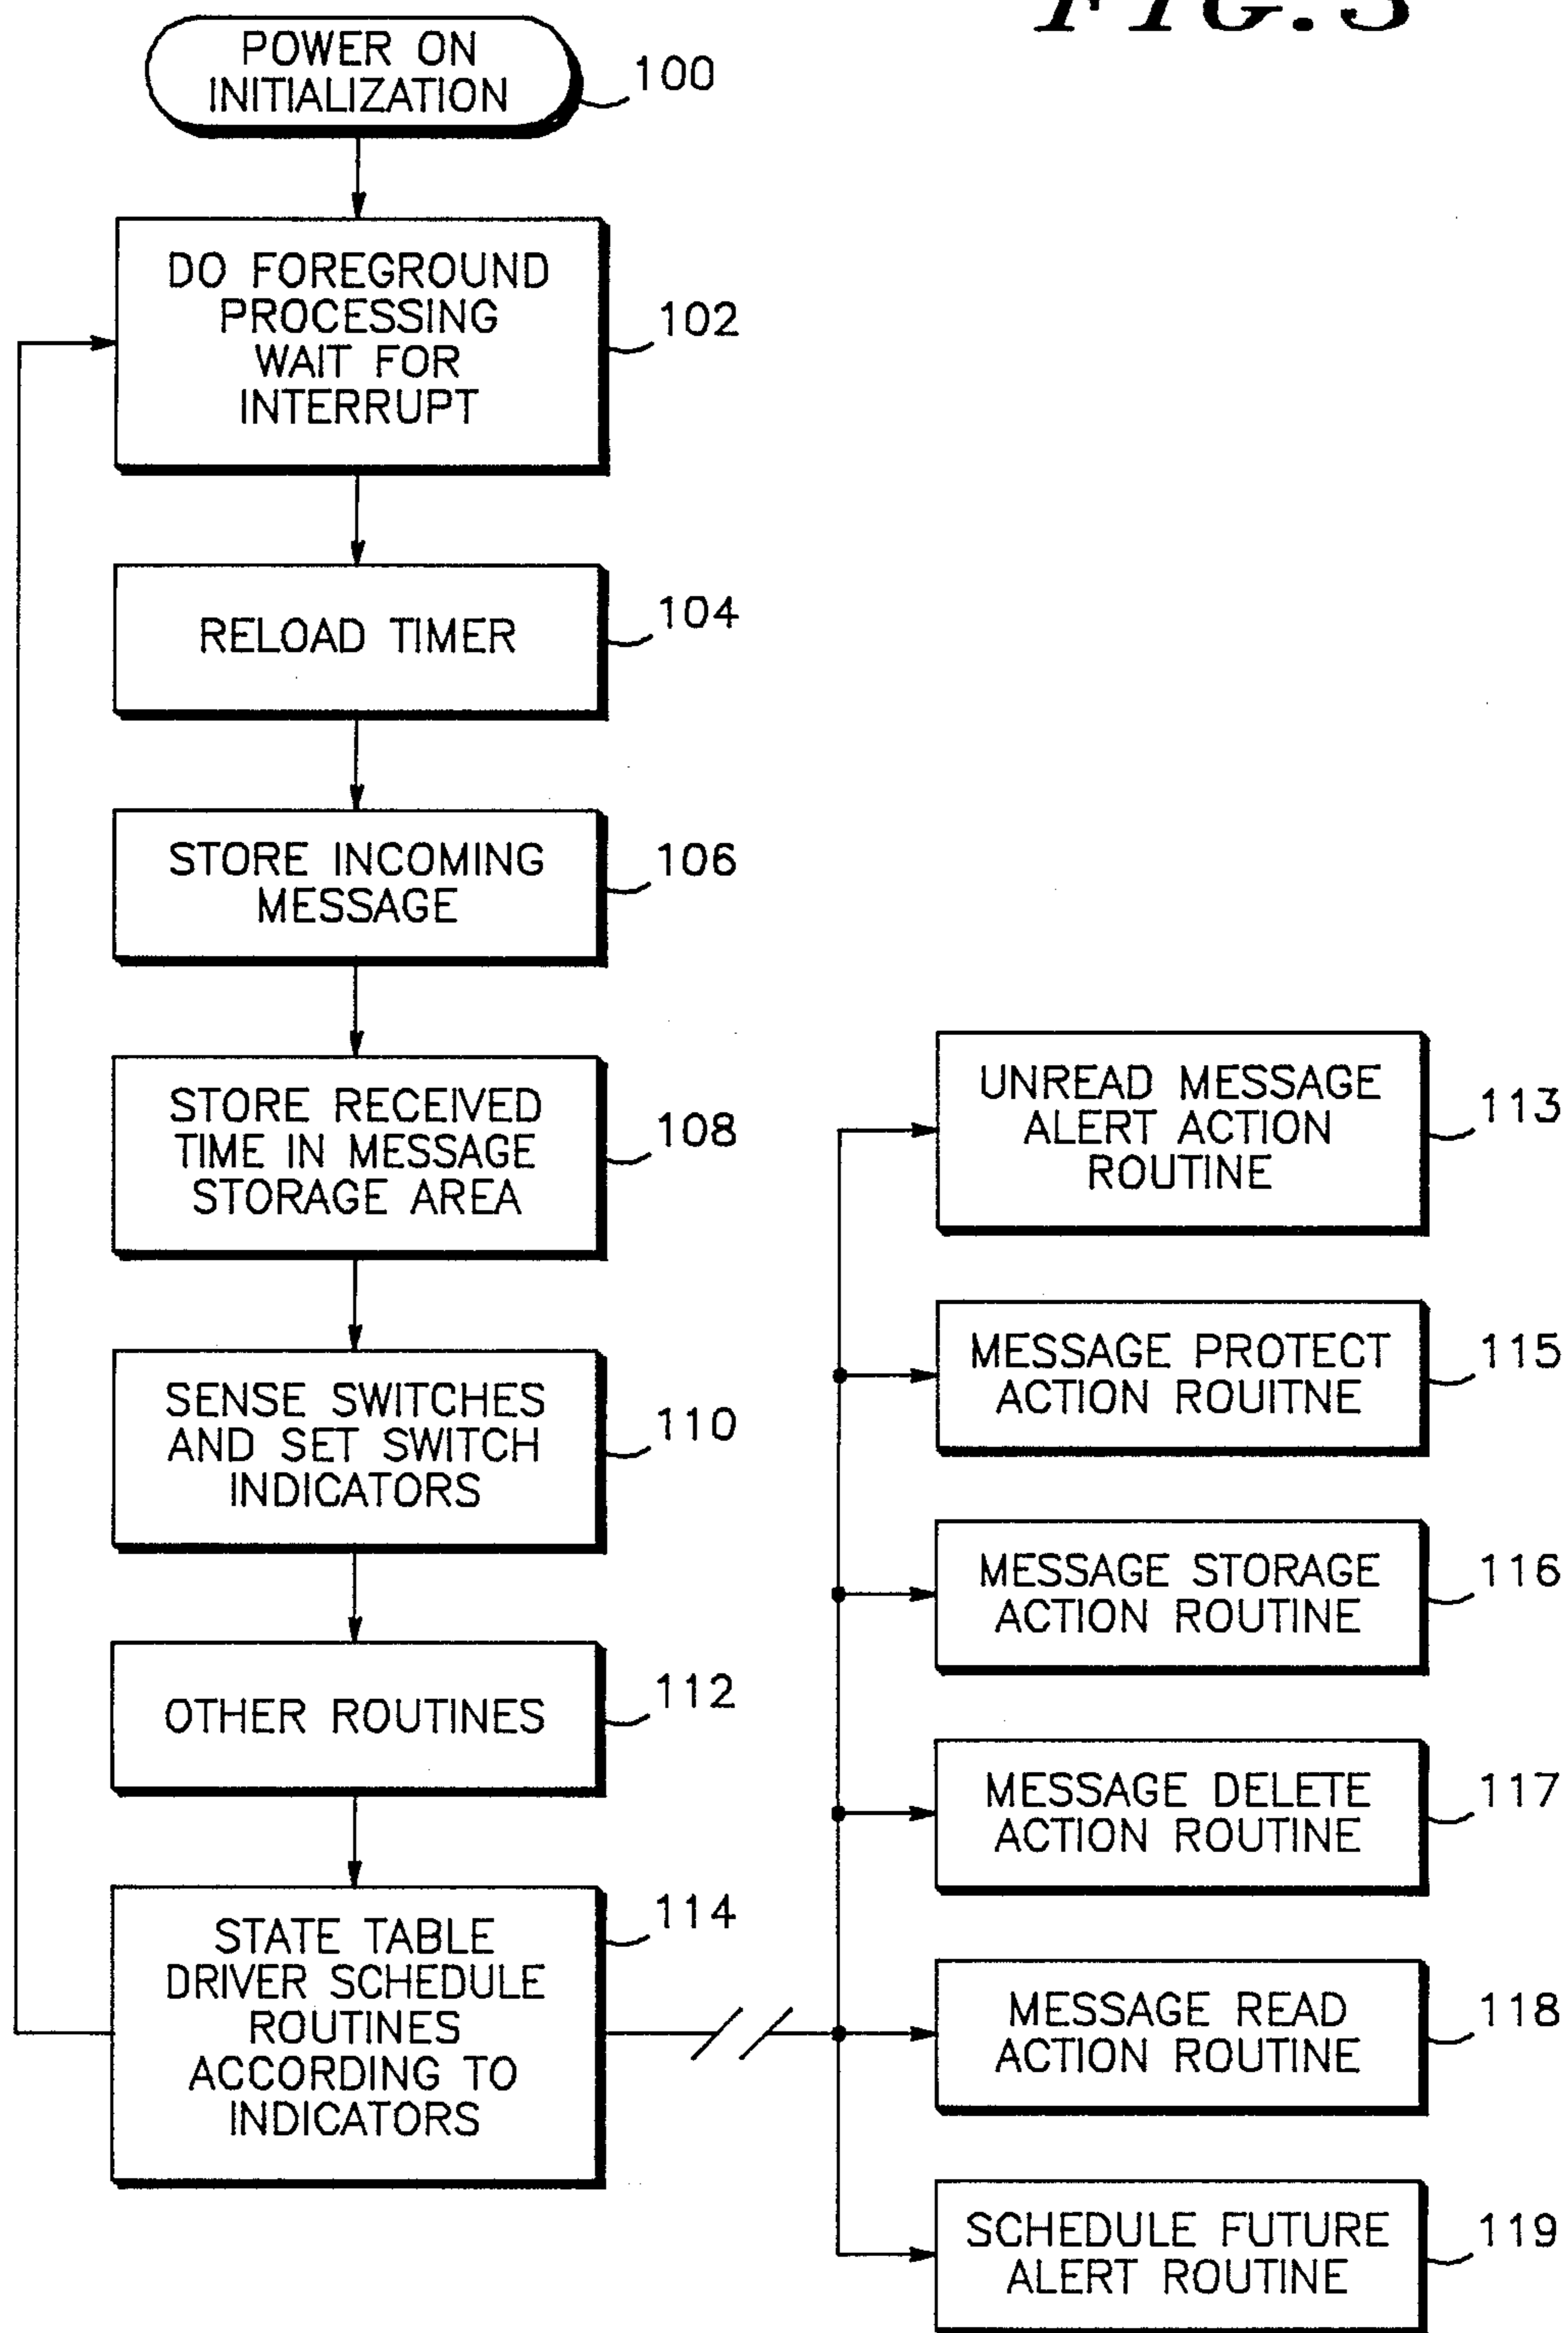 FIG. 3
POWER ON
INITIALIZATION
100
DO FOREGROUND
PROCESSING
WAIT FOR
INTERRUPT
102
RELOAD TIMER
104
STORE INCOMING
MESSAGE
106
STORE RECEIVED
TIME IN MESSAGE
STORAGE AREA
108
SENSE SWITCHES
AND SET SWITCH
INDICATORS
110
OTHER ROUTINES
112
STATE TABLE
DRIVER SCHEDULE
ROUTINES
ACCORDING TO
INDICATORS
114
UNREAD MESSAGE
ALERT ACTION
ROUTINE
113
MESSAGE PROTECT
ACTION ROUITNE
115
MESSAGE STORAGE
ACTION ROUTINE
116
MESSAGE DELETE
ACTION ROUTINE
117
MESSAGE READ
ACTION ROUTINE
118
SCHEDULE FUTURE
ALERT ROUTINE
119